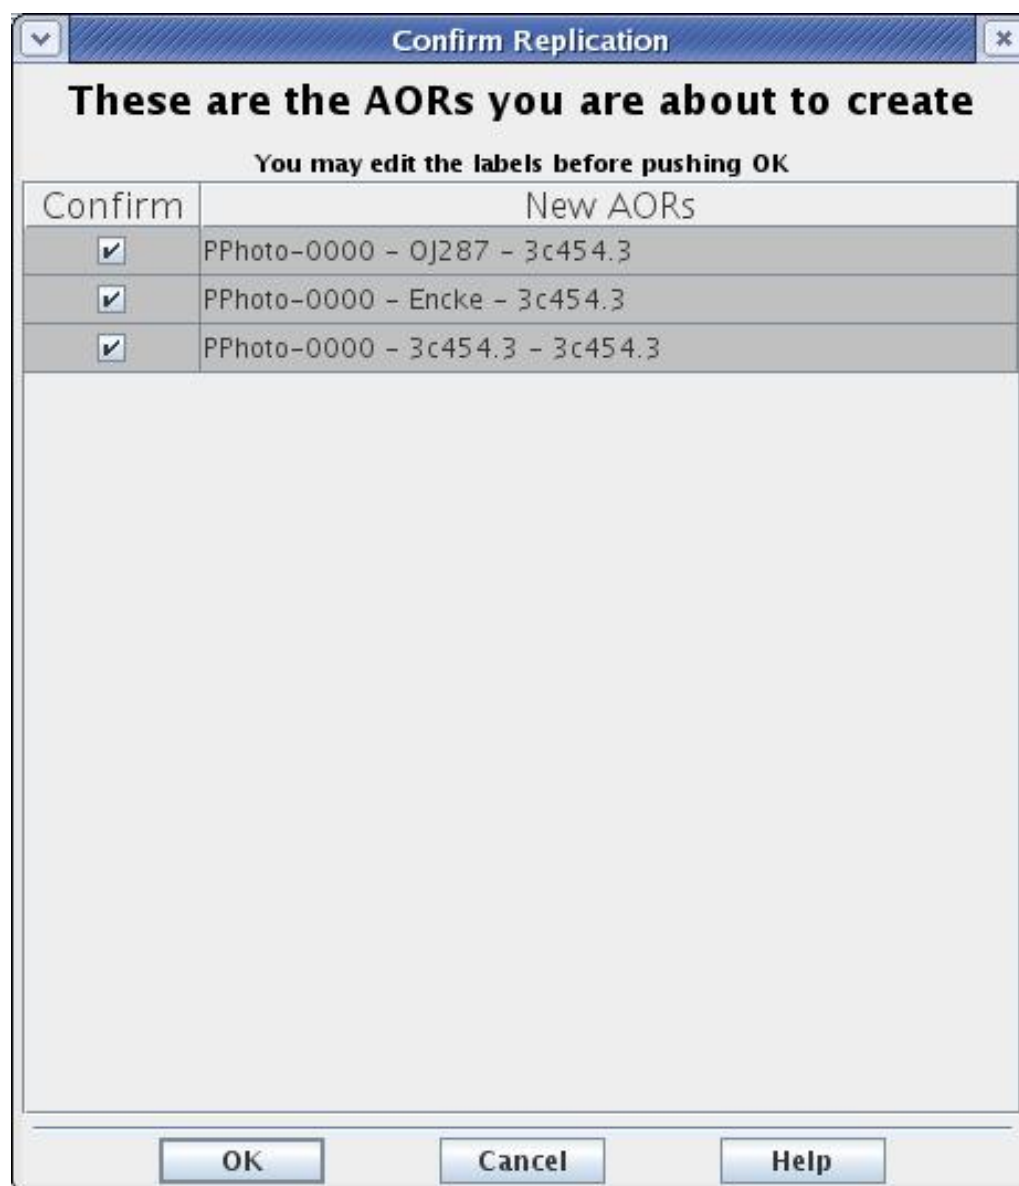 Confirm Replication
These are the AORs you are about to create
You may edit the labels before pushing OK
Confirm New AORs
PPhoto-0000 - OJ287 - 3c454.3
PPhoto-0000 - Encke - 3c454.3
PPhoto-0000 - 3c454.3 - 3c454.3
OK Cancel Help